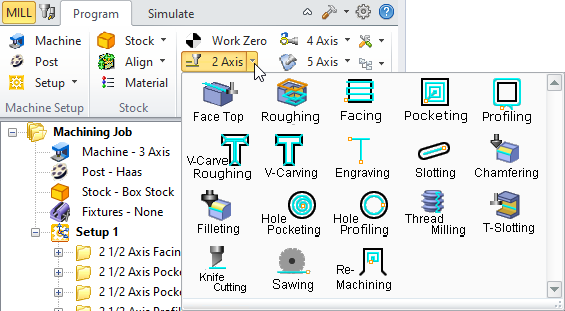 MILL Program Simulate
Machine Stock Work Zero 4 Axis
Post Align 2 Axis 5 Axis
Setup Material
Machine Setup Stock
Face Top Roughing Facing Pocketing Profiling
V-Carve Roughing V-Carving Engraving Slotting Chamfering
Filleting Hole Pocketing Hole Profiling Thread Milling T-Slotting
Knife Cutting Sawing Re-Machining
Machining Job
Machine - 3 Axis
Post - Haas
Stock - Box Stock
Fixtures - None
Setup 1
2 1/2 Axis Facin
2 1/2 Axis Pock
2 1/2 Axis Pock
2 1/2 Axis Profi